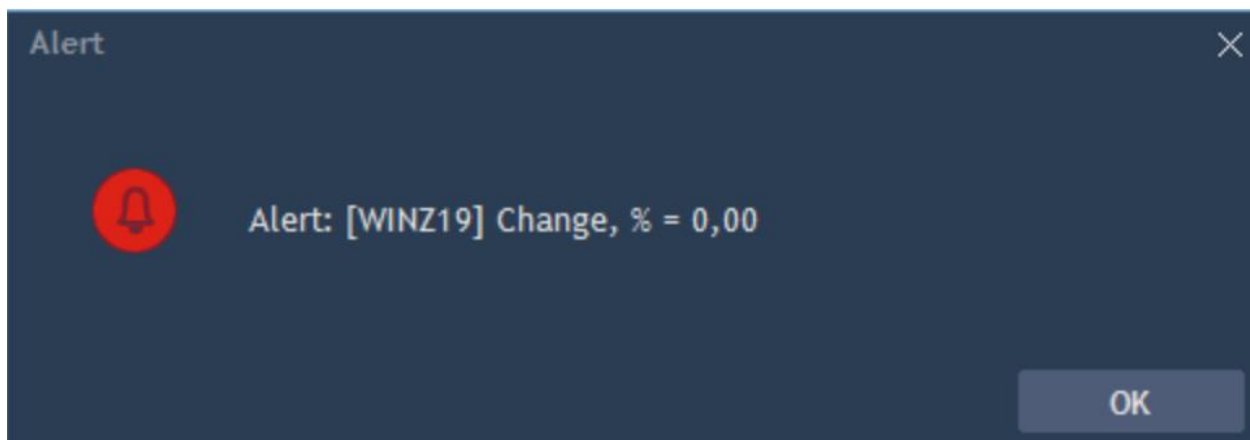 Alert
Alert: [WINZ19] Change, % = 0,00
OK